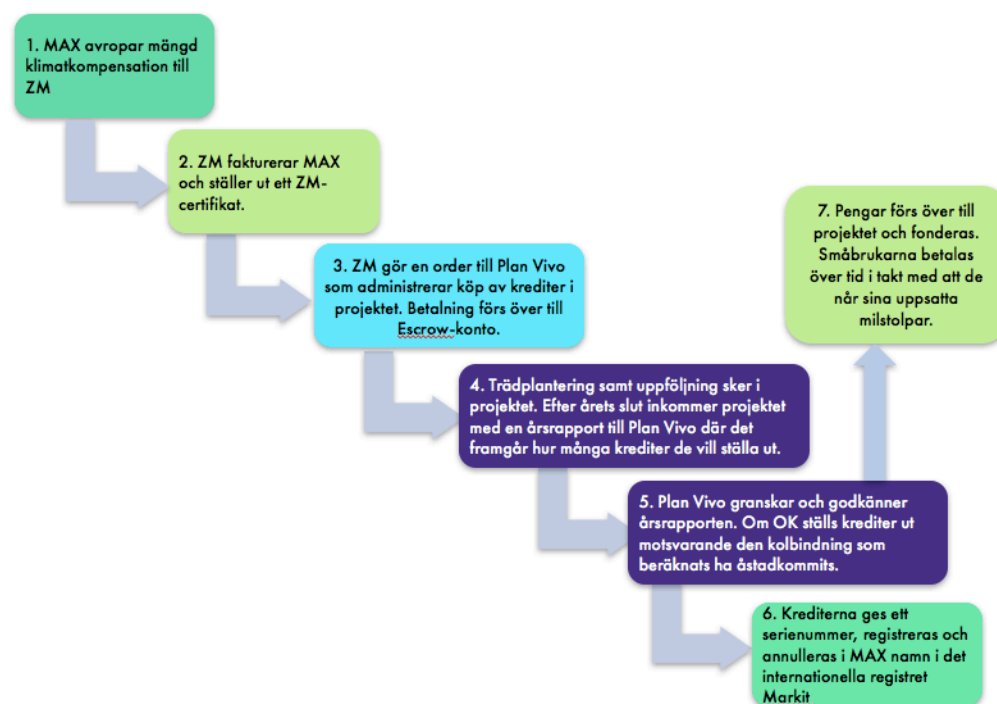 1. MAX avropar mängd
klimatkompensation till
ZM
2. ZM fakturerar MAX
och ställer ut ett ZM-
certifikat.
3. ZM gör en order till Plan Vivo
som administrerar köp av krediter i
projektet. Betalning förs över till
Escrow-konto.
4. Trädplantering samt uppföljning sker i
projektet. Efter årets slut inkommer projektet
med en årsrapport till Plan Vivo där det
framgår hur många krediter de vill ställa ut.
5. Plan Vivo granskar och godkänner
årsrapporten. Om OK ställs krediter ut
motsvarande den kolbindning som
beräknats ha åstadkommits.
6. Krediterna ges ett
serienummer, registreras och
annulleras i MAX namn i det
internationella registret
Markit
7. Pengar förs över till
projektet och fonderas.
Småbrukarna betalas
över tid i takt med att de
når sina uppsatta
milstolpar.